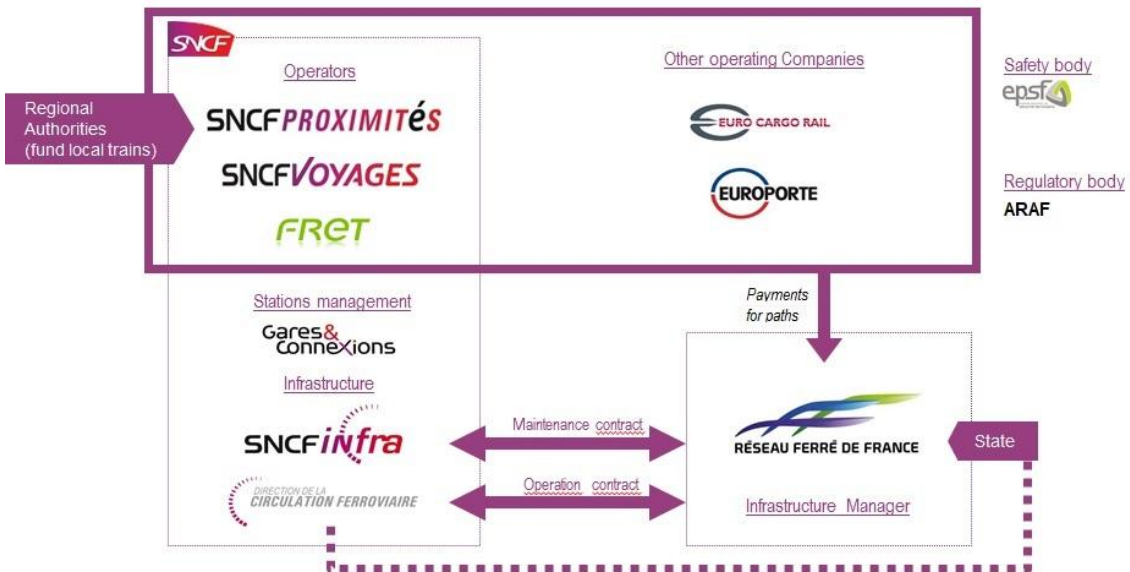 SNCF
Operators
SNCF PROXIMITÉS
SNCF VOYAGES
FRET
Regional
Authorities
(fund local trains)
Other operating Companies
EURO CARGO RAIL
EUROPORTE
Safety body
epsf
Regulatory body
ARAF
Stations management
Gares&
Connexions
Infrastructure
SNCF infra
DIRECTION DE LA
CIRCULATION FERROVIAIRE
Payments
for paths
Maintenance contract
Operation contract
RÉSEAU FERRÉ DE FRANCE
Infrastructure Manager
State